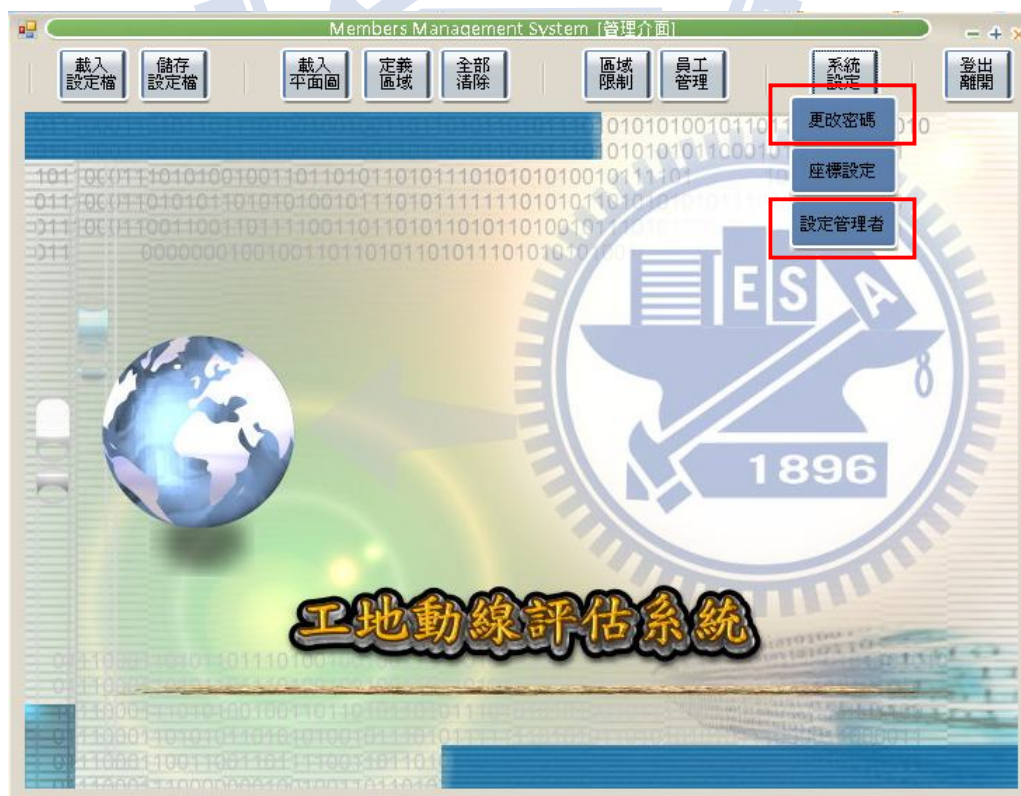 Members Management System [管理介面]
載入
設定檔
儲存
設定檔
載入
平面圖
定義
區域
全部
清除
區域
限制
員工
管理
系統
設定
登出
離開
更改密碼
座標設定
設定管理者
ESA
1896
工地動線評估系統